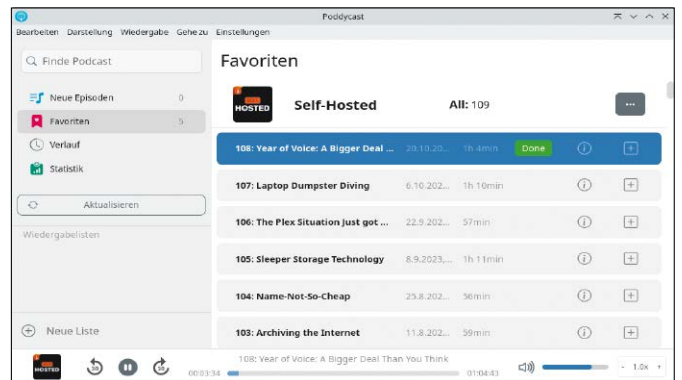 Poddycast
Bearbeiten Darstellung Wiedergabe Gehe zu Einstellungen
Finde Podcast
Neue Episoden 0
Favoriten 5
Verlauf
Statistik
Aktualisieren
Wiedergabelisten
Neue Liste
Favoriten
HOSTED
Self-Hosted All: 109 ...
108: Year of Voice: A Bigger Deal ... 20.10.20... 1h 4min Done
107: Laptop Dumpster Diving 6.10.202... 1h 10min
106: The Plex Situation Just got ... 22.9.202... 57min
105: Sleeper Storage Technology 8.9.2023,... 1h 11min
104: Name-Not-So-Cheap 25.8.202... 56min
103: Archiving the Internet 11.8.202... 59min
HOSTED
108: Year of Voice: A Bigger Deal Than You Think
00:03:34 01:04:43
- 1.0x +